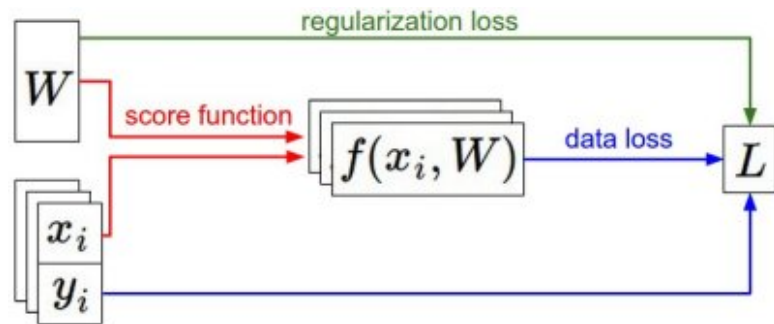 regularization loss
W
score function
f(x_i, W)
data loss
L
x_i
y_i